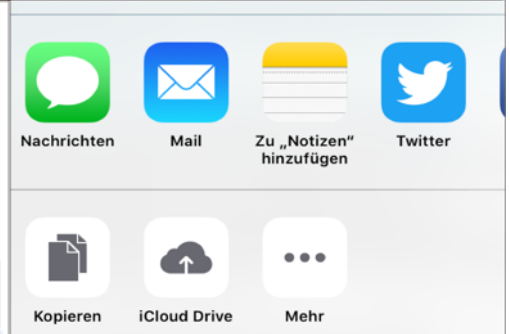 Nachrichten
Mail
Zu „Notizen“
hinzufügen
Twitter
Kopieren
iCloud Drive
Mehr